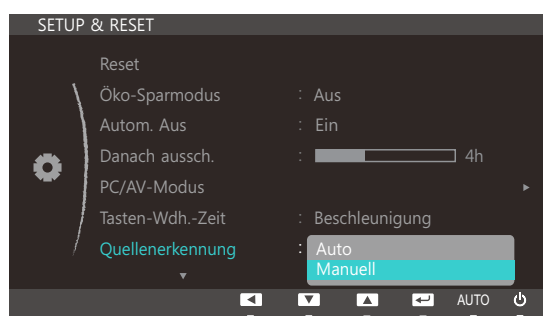 SETUP & RESET
Reset
Öko-Sparmodus : Aus
Autom. Aus : Ein
Danach aussch. : 4h
PC/AV-Modus
Tasten-Wdh.-Zeit : Beschleunigung
Quellenerkennung : Auto
Manuell
AUTO